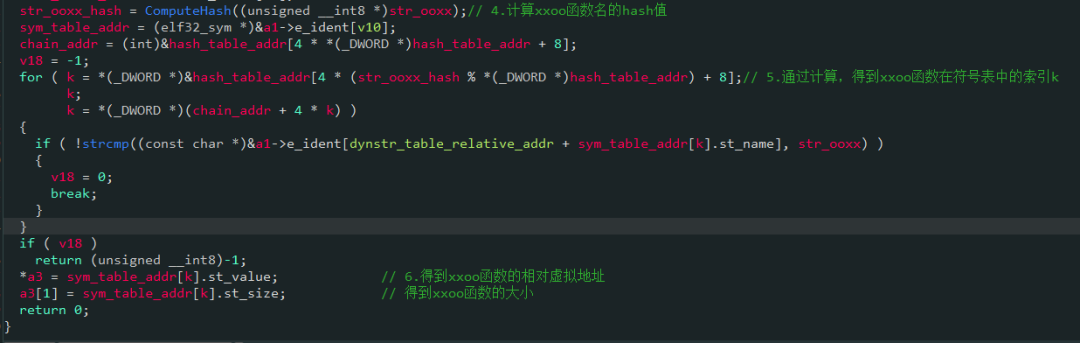 str_ooxx_hash = ComputeHash((unsigned __int8 *)str_ooxx);// 4.计算xxoo函数名的hash值
sym_table_addr = (elf32_sym *)&a1->e_ident[v10];
chain_addr = (int)&hash_table_addr[4 * *(_DWORD *)hash_table_addr + 8];
v18 = -1;
for ( k = *(_DWORD *)&hash_table_addr[4 * (str_ooxx_hash % *(_DWORD *)hash_table_addr) + 8];// 5.通过计算，得到xxoo函数在符号表中的索引k
k;
k = *(_DWORD *)(chain_addr + 4 * k) )
{
if ( !strcmp((const char *)&a1->e_ident[dynstr_table_relative_addr + sym_table_addr[k].st_name], str_ooxx) )
{
v18 = 0;
break;
}
}
if ( v18 )
return (unsigned __int8)-1;
*a3 = sym_table_addr[k].st_value; // 6.得到xxoo函数的相对虚拟地址
a3[1] = sym_table_addr[k].st_size; // 得到xxoo函数的大小
return 0;
}